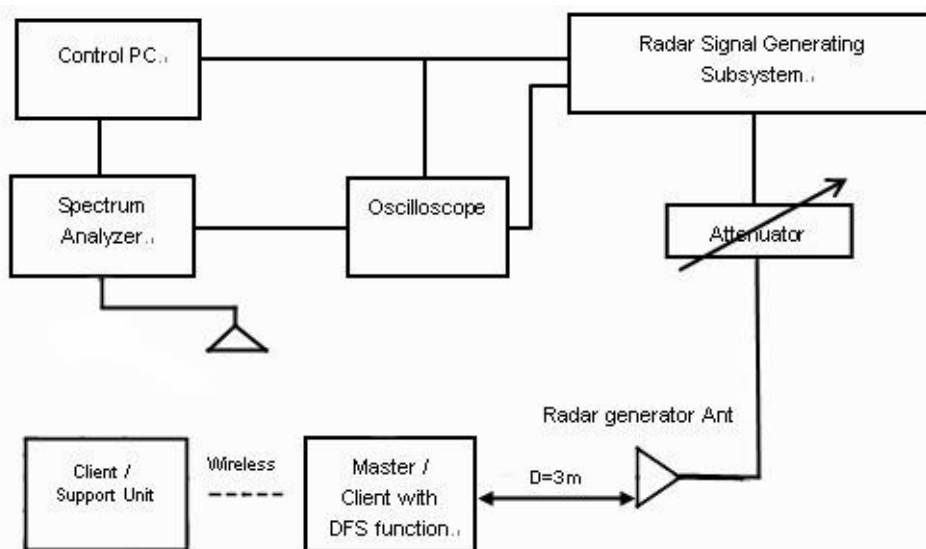 Control PC.
Radar Signal Generating
Subsystem.
Spectrum
Analyzer.
Oscilloscope
Attenuator
Radar generator Ant
Client /
Support Unit
Wireless
Master /
Client with
DFS function.
D=3m